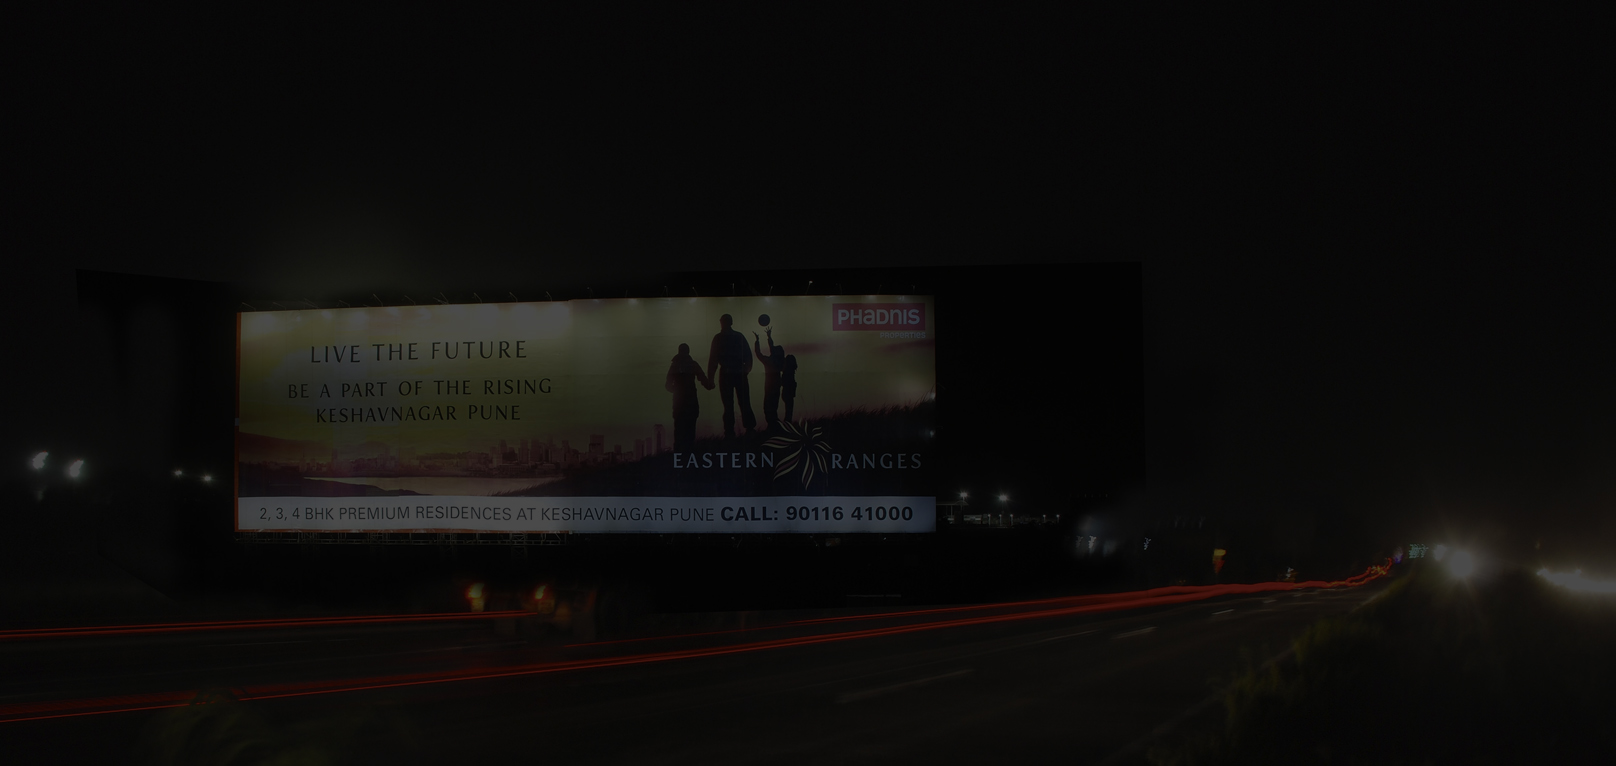 LIVE THE FUTURE
BE A PART OF THE RISING
KESHAVNAGAR PUNE
PHaDNIS
EASTERN RANGES
2, 3, 4 BHK PREMIUM RESIDENCES AT KESHAVNAGAR PUNE CALL: 90116 41000